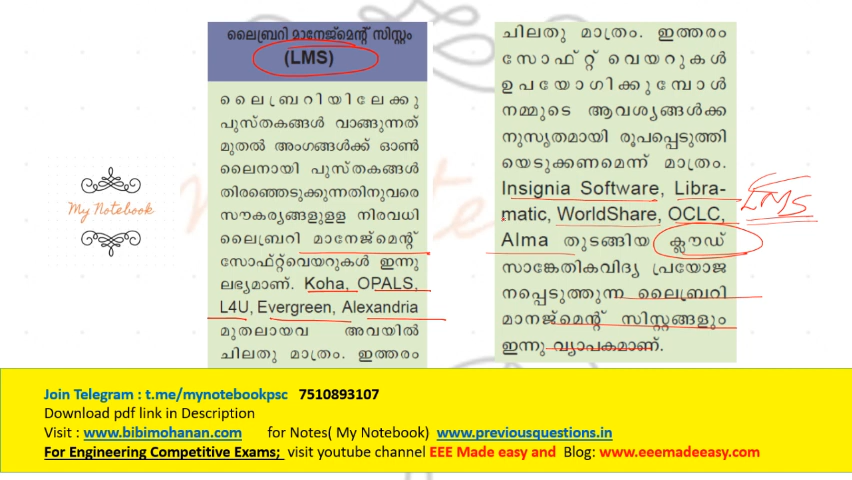 ലൈബ്രറി മാനേജ്മെന്റ് സിസ്റ്റം
(LMS)
ലൈബ്രറിയിലേക്കു
പുസ്തകങ്ങൾ വാങ്ങുന്നത്
മുതൽ അംഗങ്ങൾക്ക് ഓൺ
ലൈനായി പുസ്തകങ്ങൾ
തിരഞ്ഞെടുക്കുന്നതിനുവരെ
സൗകര്യങ്ങളുളള നിരവധി
ലൈബ്രറി മാനേജ്മെന്റ്
സോഫ്റ്റ്‌വെയറുകൾ ഇന്നു
ലഭ്യമാണ്. Koha, OPALS,
L4U, Evergreen, Alexandria
മുതലായവ അവയിൽ
ചിലതു മാത്രം. ഇത്തരം
ചിലതു മാത്രം. ഇത്തരം
സോഫ്റ്റ് വെയറുകൾ
ഉപയോഗിക്കുമ്പോൾ
നമ്മുടെ ആവശ്യങ്ങൾക്ക
നുസൃതമായി രൂപപ്പെടുത്തി
യെടുക്കണമെന്ന് മാത്രം.
Insignia Software, Libra-
matic, WorldShare, OCLC,
Alma തുടങ്ങിയ ക്ലൗഡ്
സാങ്കേതികവിദ്യ പ്രയോജ
നപ്പെടുത്തുന്ന ലൈബ്രറി
മാനജ്മെന്റ് സിസ്റ്റങ്ങളും
ഇന്നു വ്യാപകമാണ്.
LMS
My Notebook
Join Telegram : t.me/mynotebookpsc 7510893107
Download pdf link in Description
Visit : www.bibimohanan.com for Notes( My Notebook) www.previousquestions.in
For Engineering Competitive Exams; visit youtube channel EEE Made easy and Blog: www.eeemadeeasy.com